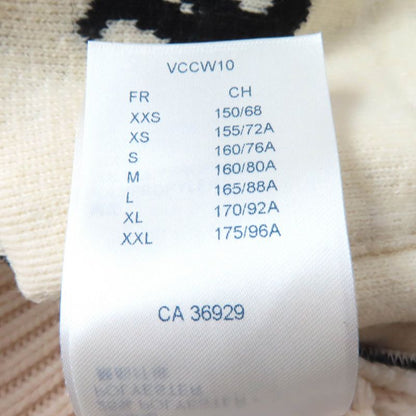 VCCW10
FR CH
XXS 150/68
XS 155/72A
S 160/76A
M 160/80A
L 165/88A
XL 170/92A
XXL 175/96A
CA 36929